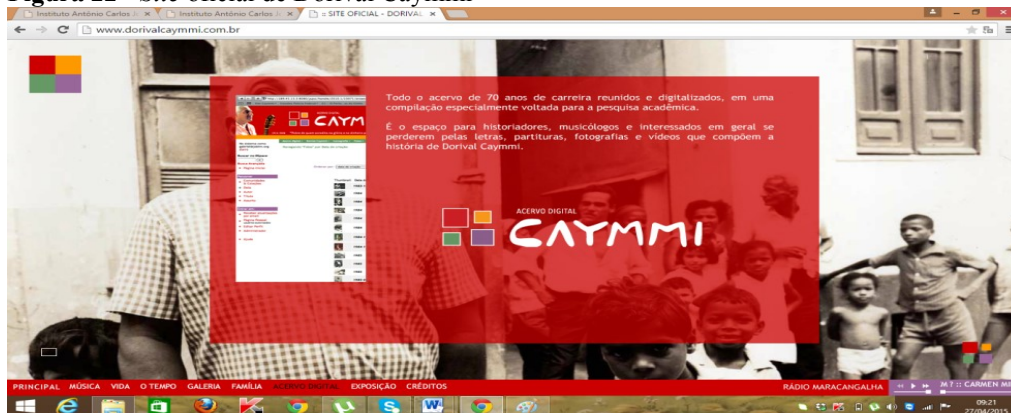 Figura 22 - Site oficial de Dorival Caymmi
Instituto Antônio Carlos J
Instituto Antônio Carlos J
:: SITE OFICIAL - DORIVAL
www.dorivalcaymmi.com.br
Todo o acervo de 70 anos de carreira reunidos e digitalizados, em uma
compilação especialmente voltada para a pesquisa acadêmica.
É o espaço para historiadores, musicólogos e interessados em geral se
perderem pelas letras, partituras, fotografias e vídeos que compõem a
história de Dorival Caymmi.
CAYM
ACERVO DIGITAL
CAYMMI
PRINCIPAL MÚSICA VIDA O TEMPO GALERIA FAMÍLIA ACERVO DIGITAL EXPOSIÇÃO CRÉDITOS
RÁDIO MARACANGALHA
M ? :: CARMEN MI
09:21
27/04/2015